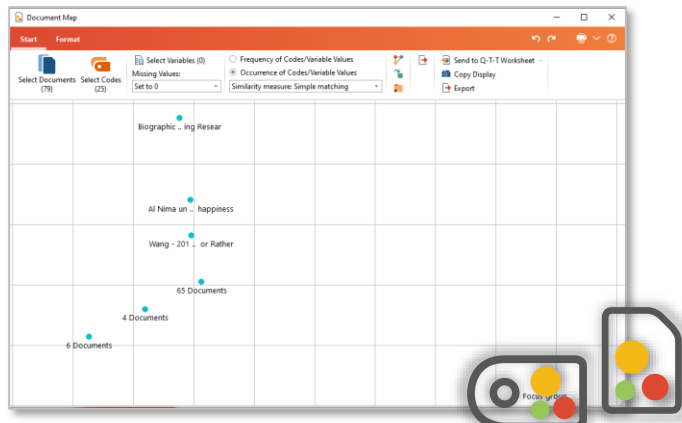 Document Map
Start Format
Select Documents (79)
Select Codes (25)
Select Variables (0)
Missing Values:
Set to 0
Frequency of Codes/Variable Values
Occurrence of Codes/Variable Values
Similarity measure: Simple matching
Send to Q-T-T Worksheet
Copy Display
Export
Biographic .. ing Resear
Al Nima un .. happiness
Wang - 201 .. or Rather
65 Documents
4 Documents
6 Documents
Focus group